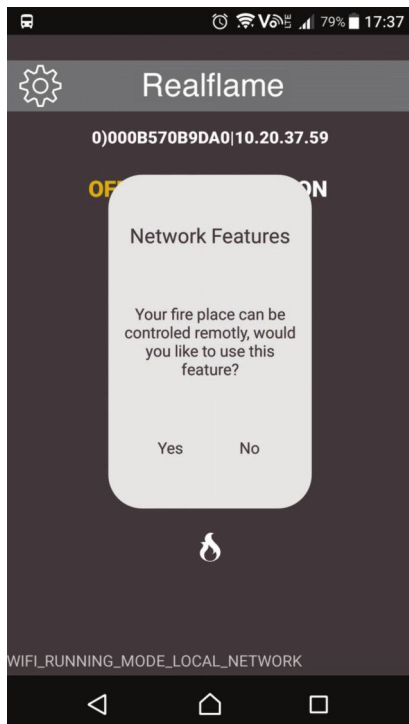 LTE 79% 17:37
Realflame
0)000B570B9DA0|10.20.37.59
ON
Network Features
Your fire place can be
controled remotly, would
you like to use this
feature?
Yes No
WIFI_RUNNING_MODE_LOCAL_NETWORK